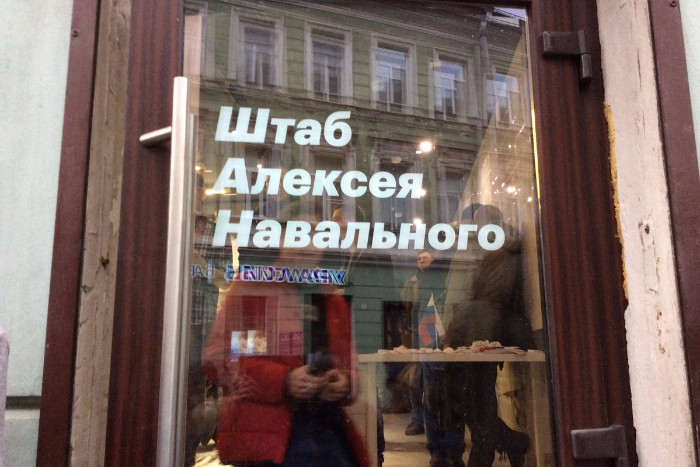 Штаб
Алексея
Навального